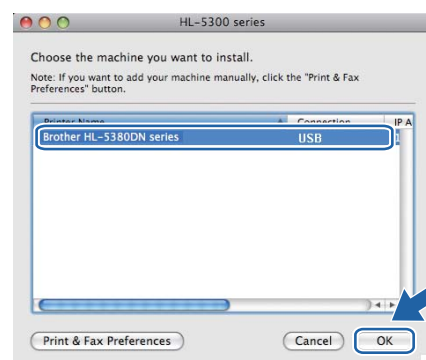 HL-5300 series
Choose the machine you want to install.
Note: If you want to add your machine manually, click the "Print & Fax
Preferences" button.
Printer Name Connection IP A
Brother HL-5380DN series USB
Print & Fax Preferences Cancel OK